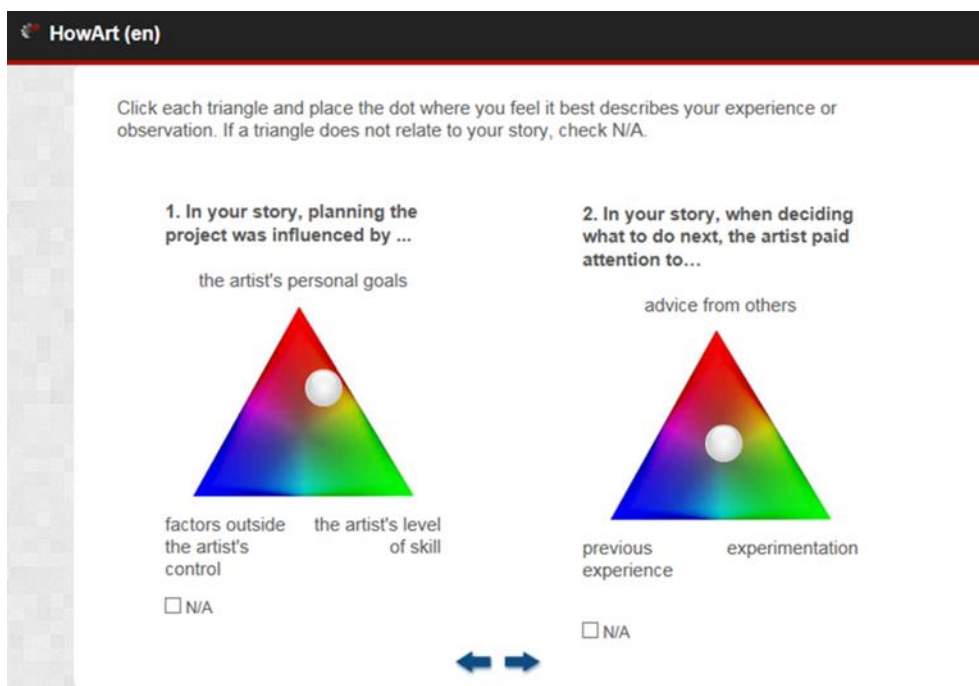 HowArt (en)
Click each triangle and place the dot where you feel it best describes your experience or
observation. If a triangle does not relate to your story, check N/A.
1. In your story, planning the
project was influenced by ...
the artist's personal goals
factors outside
the artist's
control
the artist's level
of skill
N/A
2. In your story, when deciding
what to do next, the artist paid
attention to...
advice from others
previous
experience
experimentation
N/A